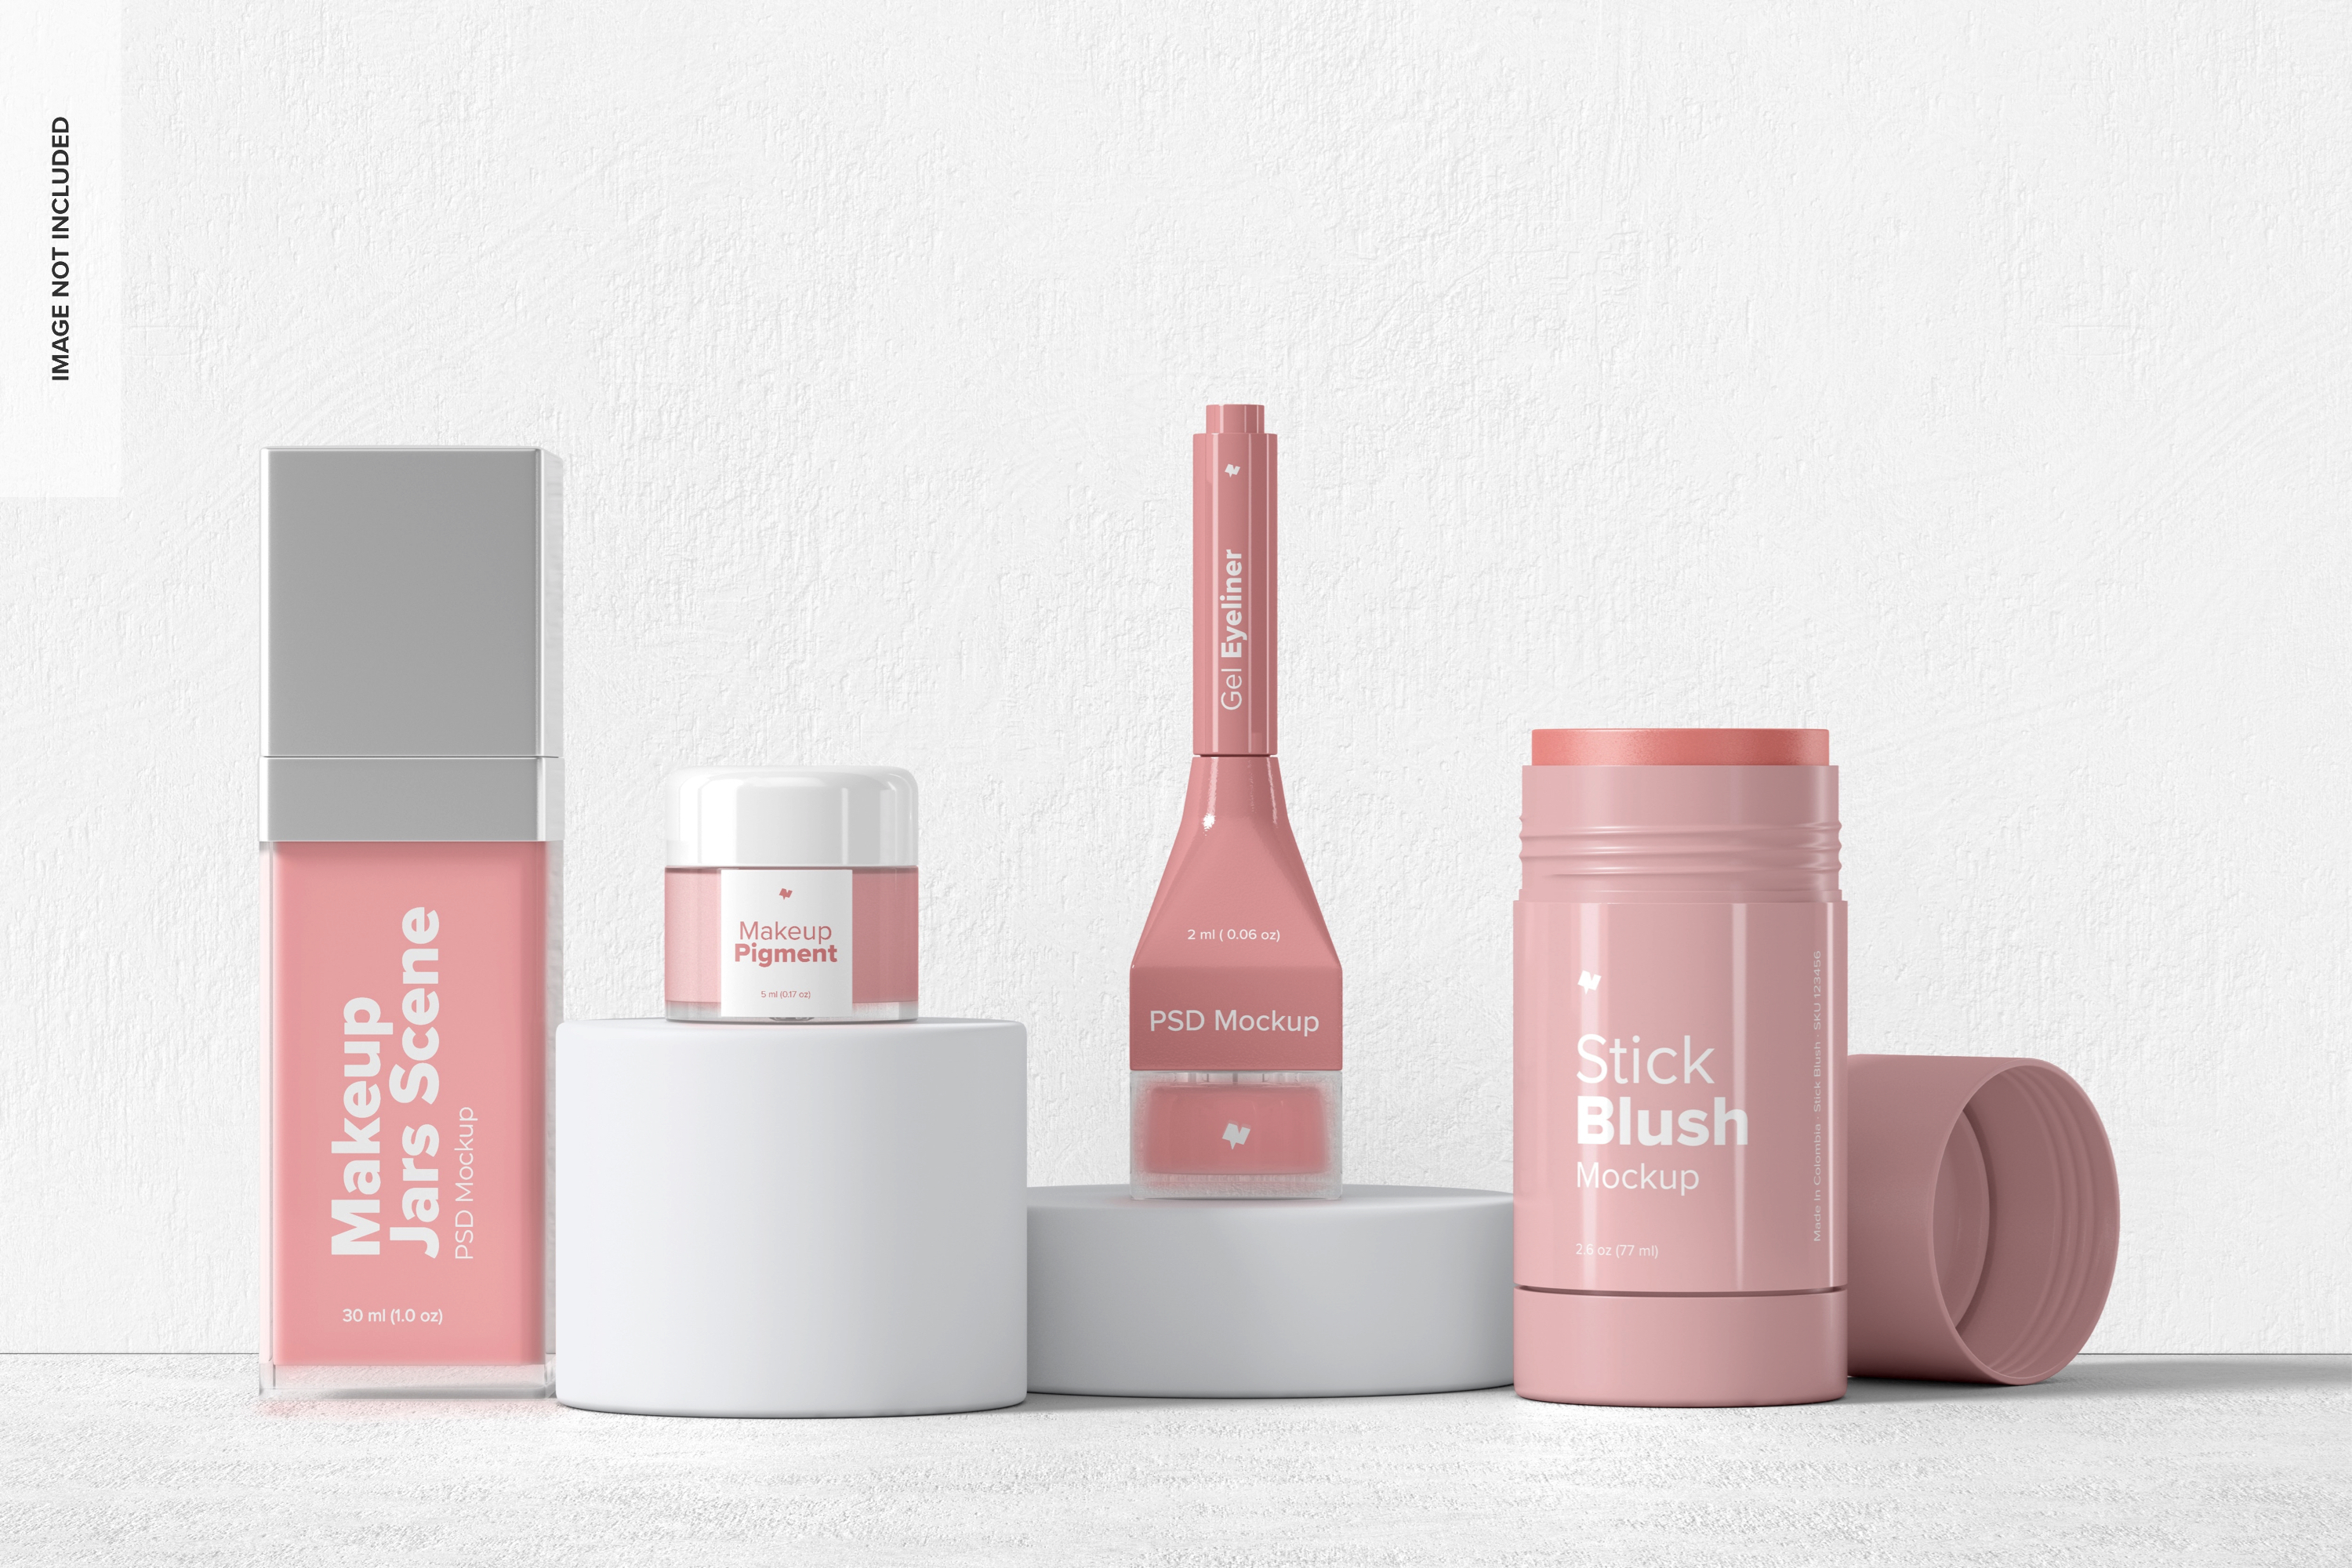 IMAGE NOT INCLUDED
Makeup
Jars Scene
PSD Mockup
30 ml (1.0 oz)
Makeup
Pigment
5 ml (0.17 oz)
Gel Eyeliner
2 ml ( 0.06 oz)
PSD Mockup
Stick
Blush
Mockup
2.6 oz (77 ml)
Made In Colombia - Stick Blush - SKU 123456